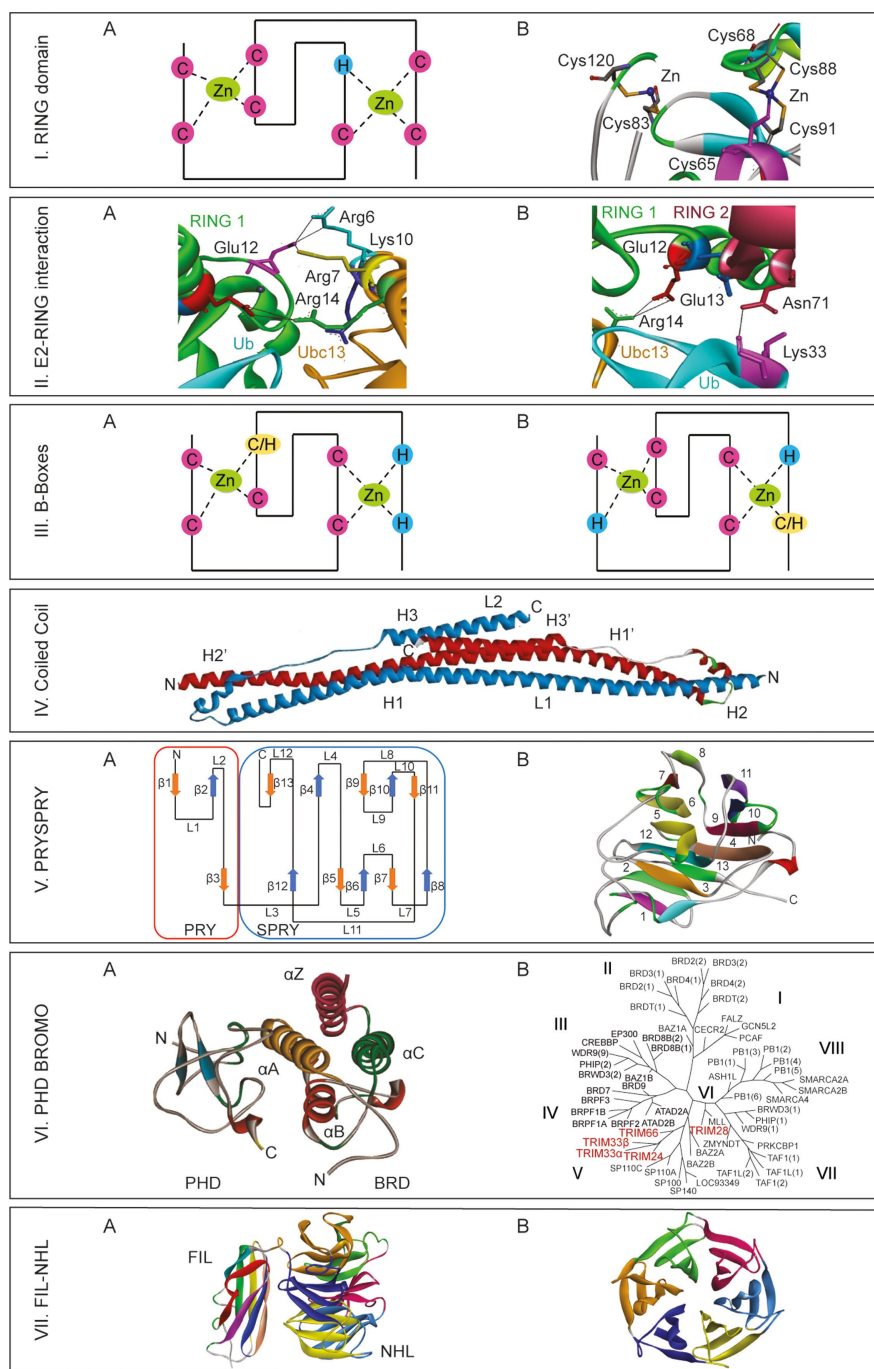 I. RING domain
A
C
C
Zn
C
C
H
C
Zn
C
C
B
Cys68
Cys120
Zn
Cys88
Zn
Cys83
Cys91
Cys65
II. E2-RING interaction
A
RING 1
Arg6
Glu12
Lys10
Arg7
Arg14
Ub
Ubc13
B
RING 1
RING 2
Glu12
Glu13
Asn71
Arg14
Ubc13
Lys33
Ub
III. B-Boxes
A
C
C/H
Zn
C
C
C
H
Zn
C
H
B
C
C
Zn
H
C
C
H
Zn
C
C/H
IV. Coiled Coil
H3
L2
C
H2'
C
H3'
H1'
N
N
H1
L1
H2
V. PRYSPRY
A
N
L2
C
L12
L4
L8
L10
β1
β2
β13
β4
β9
β10
β11
L1
L9
L6
β3
β12
β5
β6
β7
β8
L3
L5
L7
L11
PRY
SPRY
B
8
7
11
6
5
10
9
N
12
4
13
2
3
C
1
VI. PHD BROMO
A
αZ
N
αA
αC
αB
C
N
PHD
BRD
B
BRD2(2)
BRD3(2)
II
BRD3(1)
BRD4(1)
BRD4(2)
BRD2(1)
I
BRDT(1)
BRDT(2)
III
BAZ1A
CECR2
FALZ
GCN5L2
EP300
CREBBP
BRD8B(2)
PCAF
BRD8B(1)
WDR9(9)
PB1(3)
PB1(2)
VIII
PHIP(2)
PB1(1)
PB1(4)
BRWD3(2)
PB1(5)
BAZ1B
ASH1L
SMARCA2A
BRD9
BRD7
VI
SMARCA2B
BRPF3
PB1(6)
SMARCA4
IV
BRPF1B
ATAD2A
BRWD3(1)
MLL
PHIP(1)
BRPF1A
BRPF2
ATAD2B
WDR9(1)
TRIM66
TRIM28
ZMYNDT
PRKCBP1
TRIM33β
BAZ2A
TAF1(1)
TRIM33α
TRIM24
BAZ2B
V
SP110C
SP110A
TAF1L(2)
TAF1L(1)
VII
SP100
LOC93349
TAF1(2)
SP140
VII. FIL-NHL
A
FIL
NHL
B